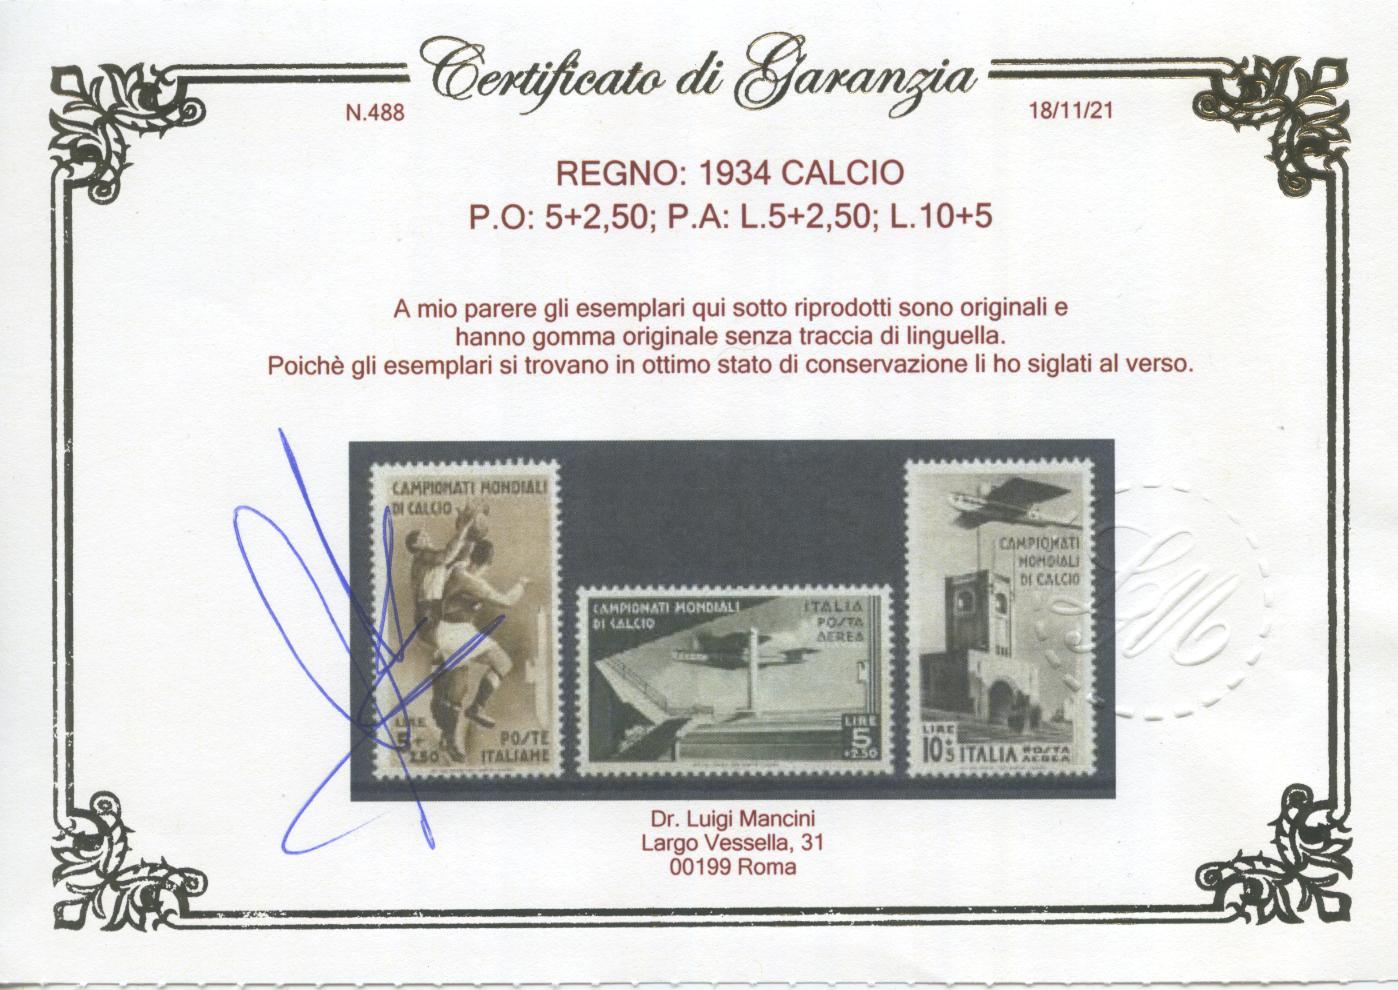 Certificato di Garanzia
N.488
18/11/21
REGNO: 1934 CALCIO
P.O: 5+2,50; P.A: L.5+2,50; L.10+5
A mio parere gli esemplari qui sotto riprodotti sono originali e
hanno gomma originale senza traccia di linguella.
Poichè gli esemplari si trovano in ottimo stato di conservazione li ho siglati al verso.
CAMPIONATI MONDIALI
DI CALCIO
LIRE
5+
2.50
POSTE
ITALIANE
CAMPIONATI MONDIALI
DI CALCIO
ITALIA
POSTA
AEREA
LIRE
5
+2.50
CAMPIONATI
MONDIALI
DI CALCIO
LIRE
10+5
ITALIA POSTA
AEREA
Dr. Luigi Mancini
Largo Vessella, 31
00199 Roma